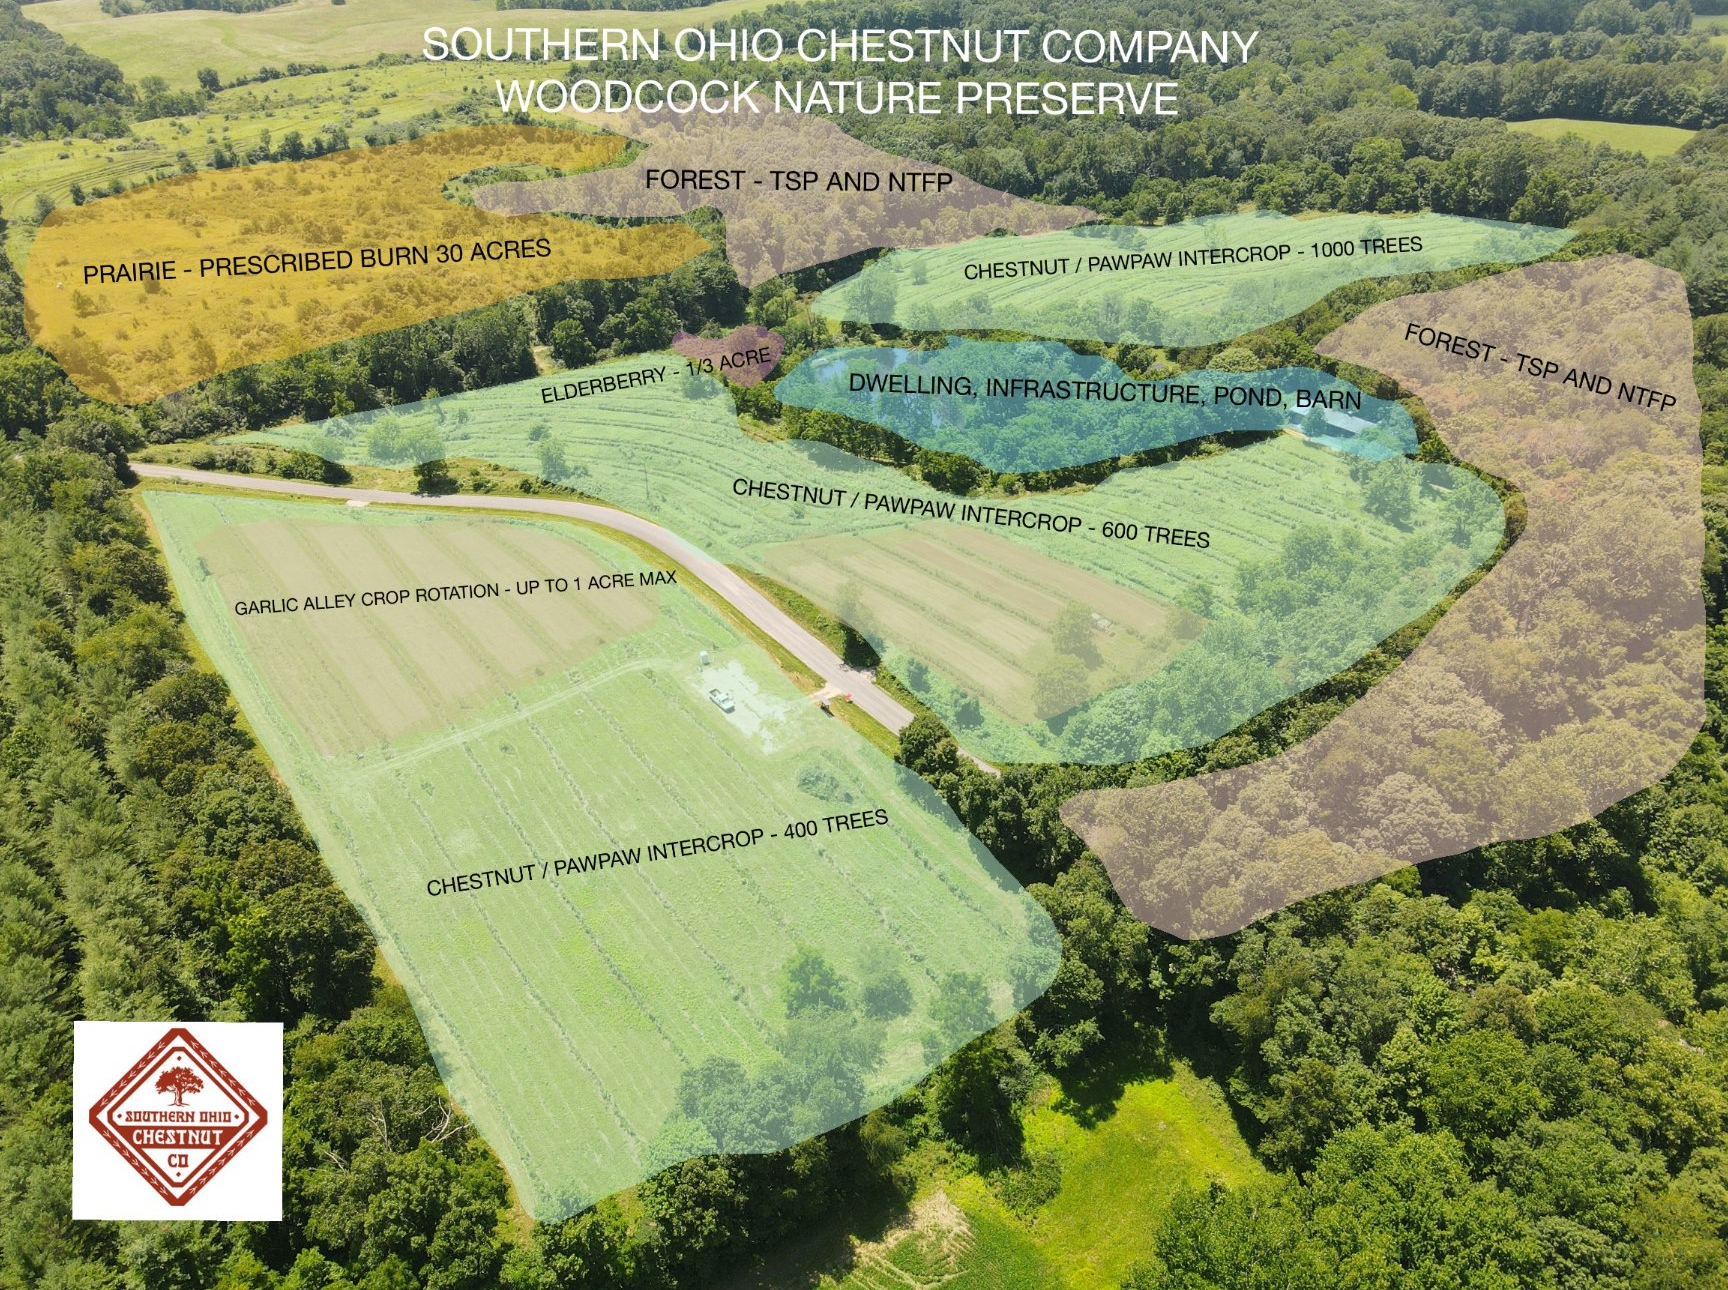 SOUTHERN OHIO CHESTNUT COMPANY
WOODCOCK NATURE PRESERVE
FOREST - TSP AND NTFP
PRAIRIE - PRESCRIBED BURN 30 ACRES
CHESTNUT / PAWPAW INTERCROP - 1000 TREES
FOREST - TSP AND NTFP
ELDERBERRY - 1/3 ACRE
DWELLING, INFRASTRUCTURE, POND, BARN
CHESTNUT / PAWPAW INTERCROP - 600 TREES
GARLIC ALLEY CROP ROTATION - UP TO 1 ACRE MAX
CHESTNUT / PAWPAW INTERCROP - 400 TREES
SOUTHERN OHIO
CHESTNUT
CO